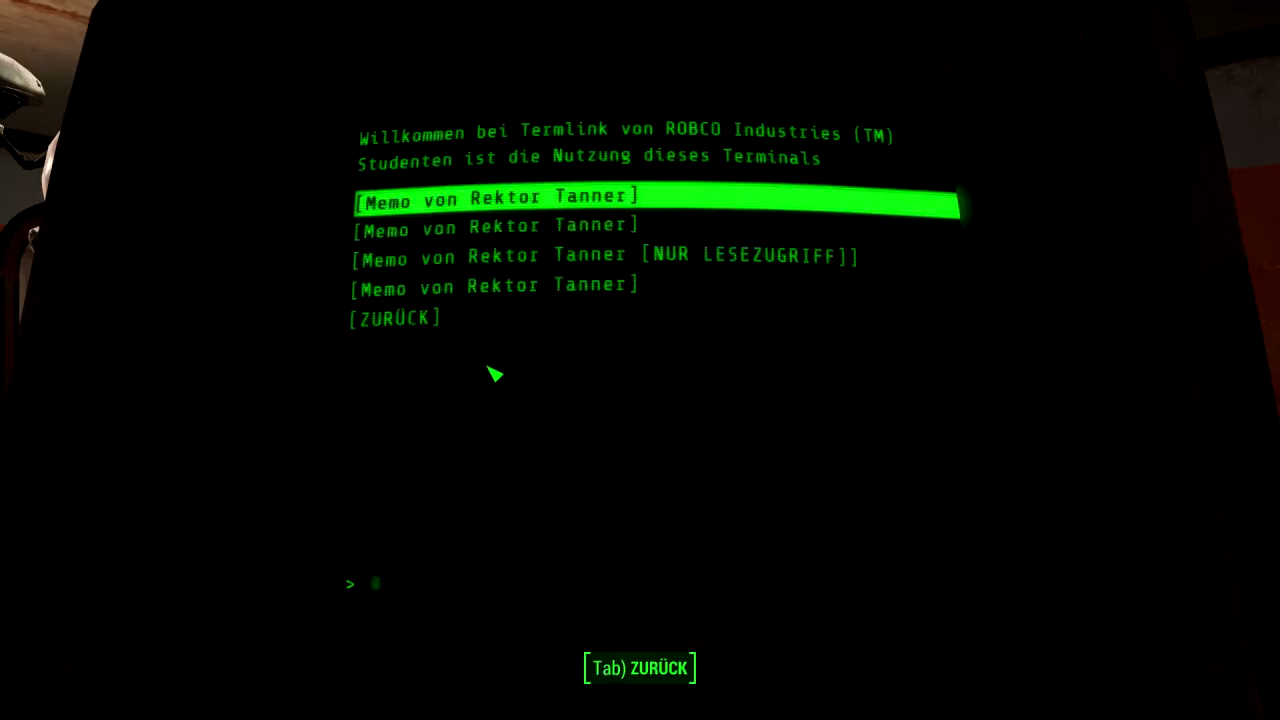 Willkommen bei Termlink von ROBCO Industries (TM)
Studenten ist die Nutzung dieses Terminals
[Memo von Rektor Tanner]
[Memo von Rektor Tanner]
[Memo von Rektor Tanner [NUR LESEZUGRIFF]]
[Memo von Rektor Tanner]
[ZURÜCK]
>
[Tab) ZURÜCK]